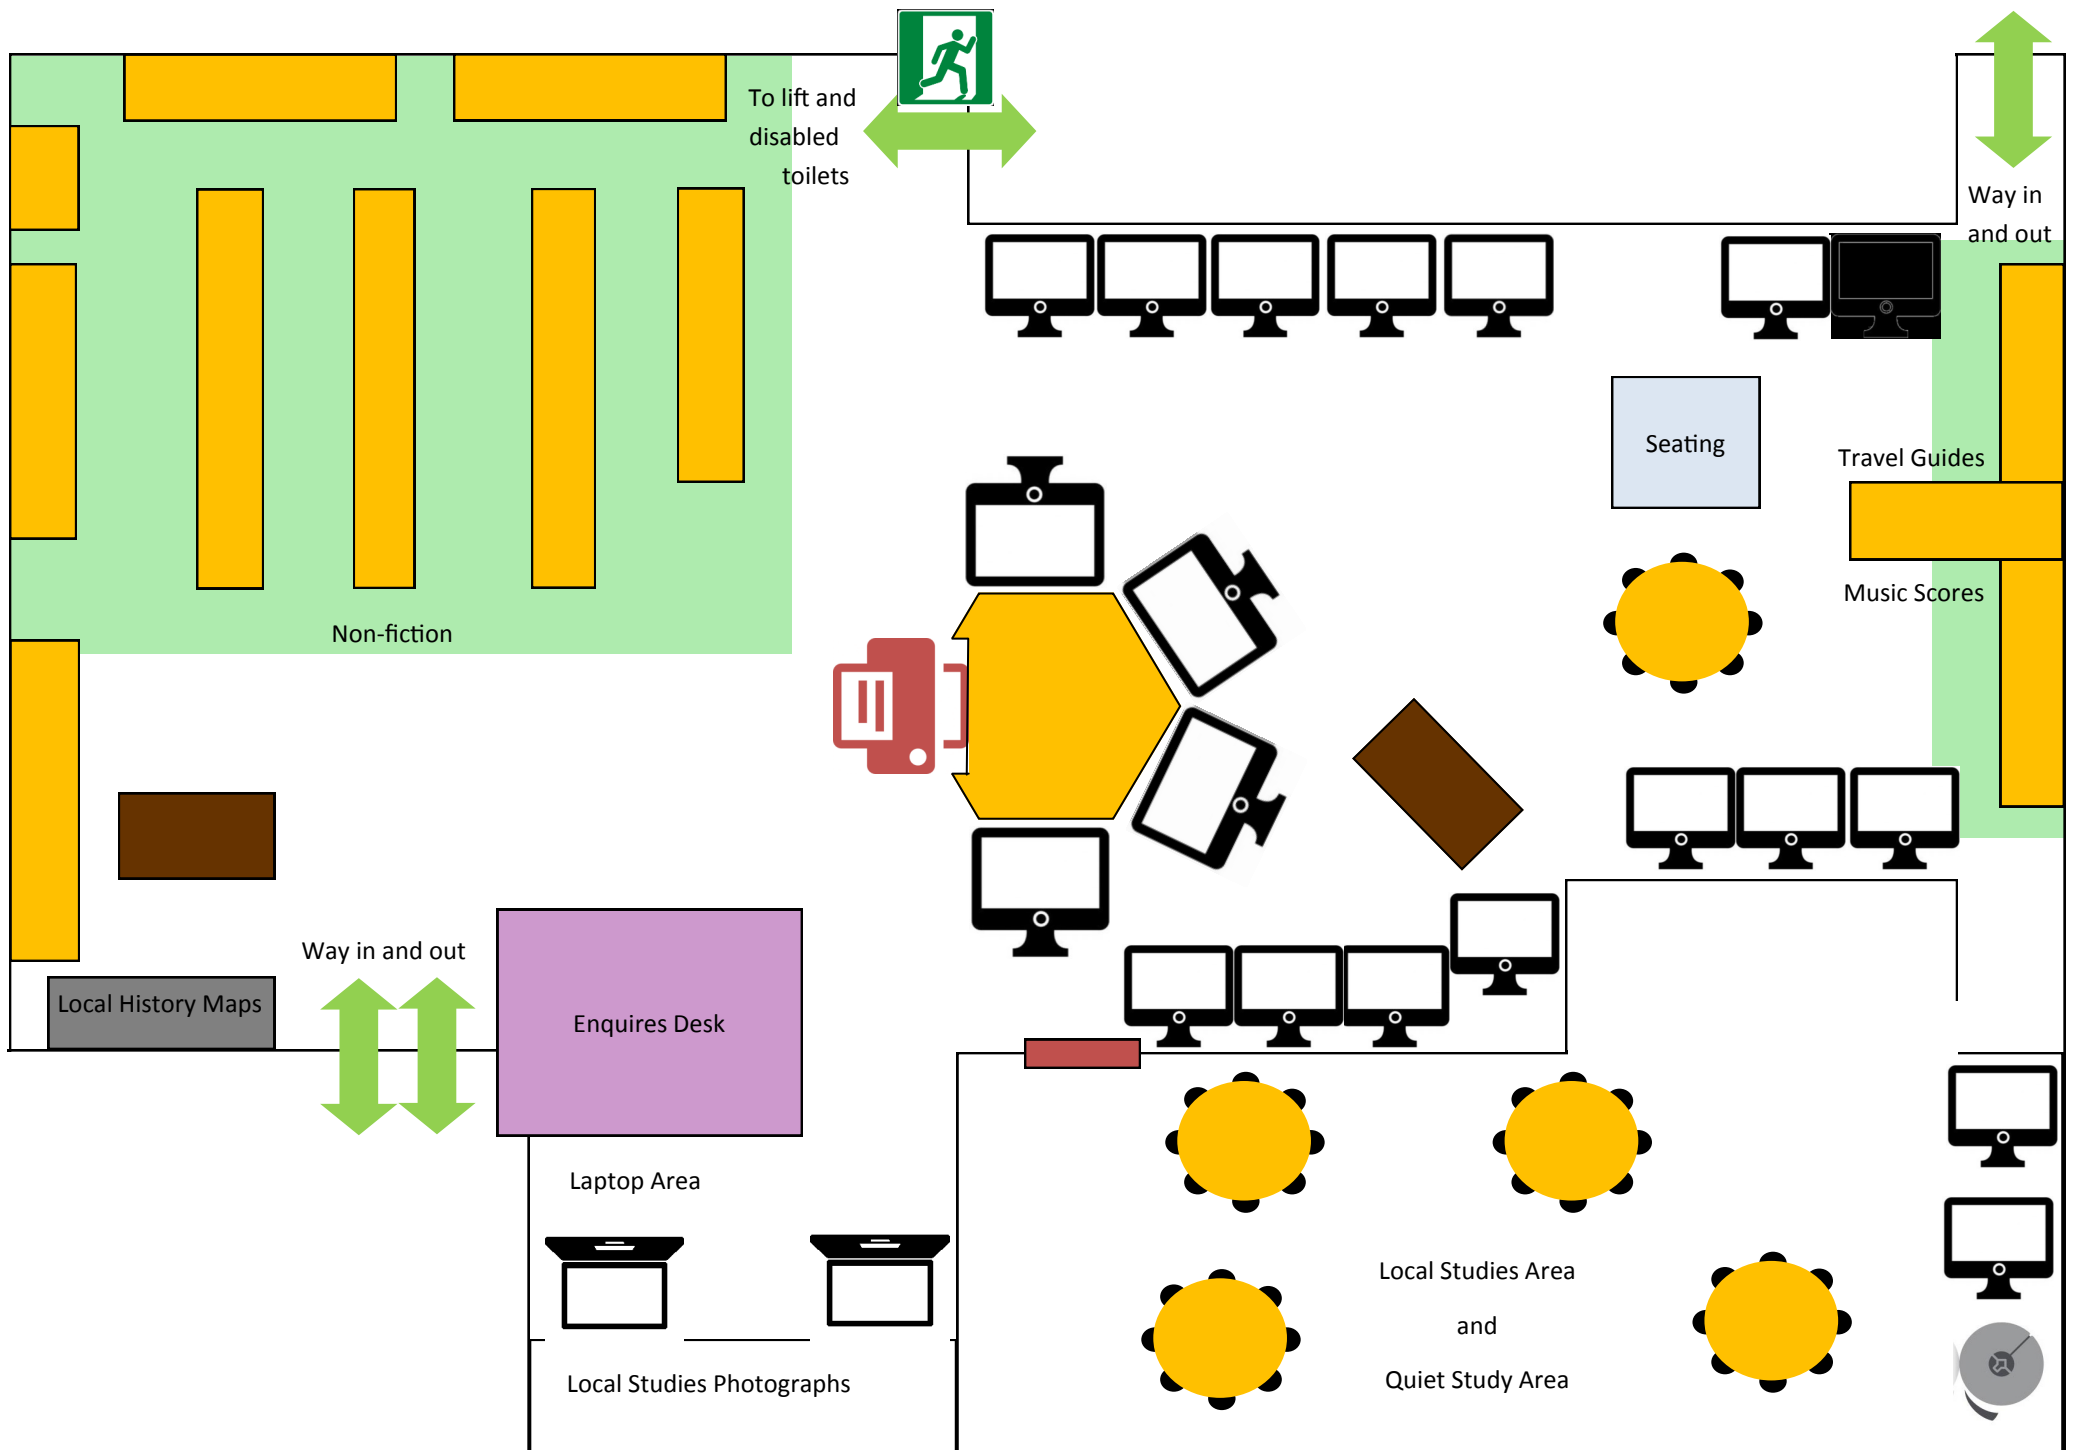 To lift and
disabled
toilets
Way in
and out
Seating
Travel Guides
Music Scores
Non-fiction
Way in and out
Local History Maps
Enquires Desk
Laptop Area
Local Studies Area
and
Quiet Study Area
Local Studies Photographs